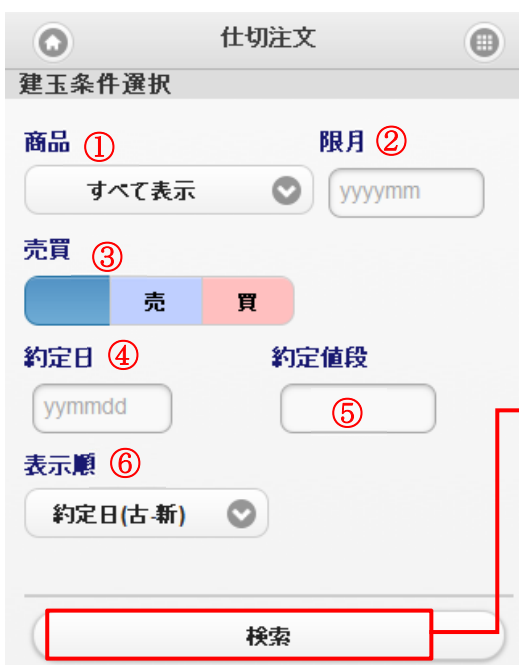 仕切注文
建玉条件選択
商品 ① 限月 ②
すべて表示 yyyymm
売買 ③
売 買
約定日 ④ 約定値段
yymmdd ⑤
表示順 ⑥
約定日(古-新)
検索